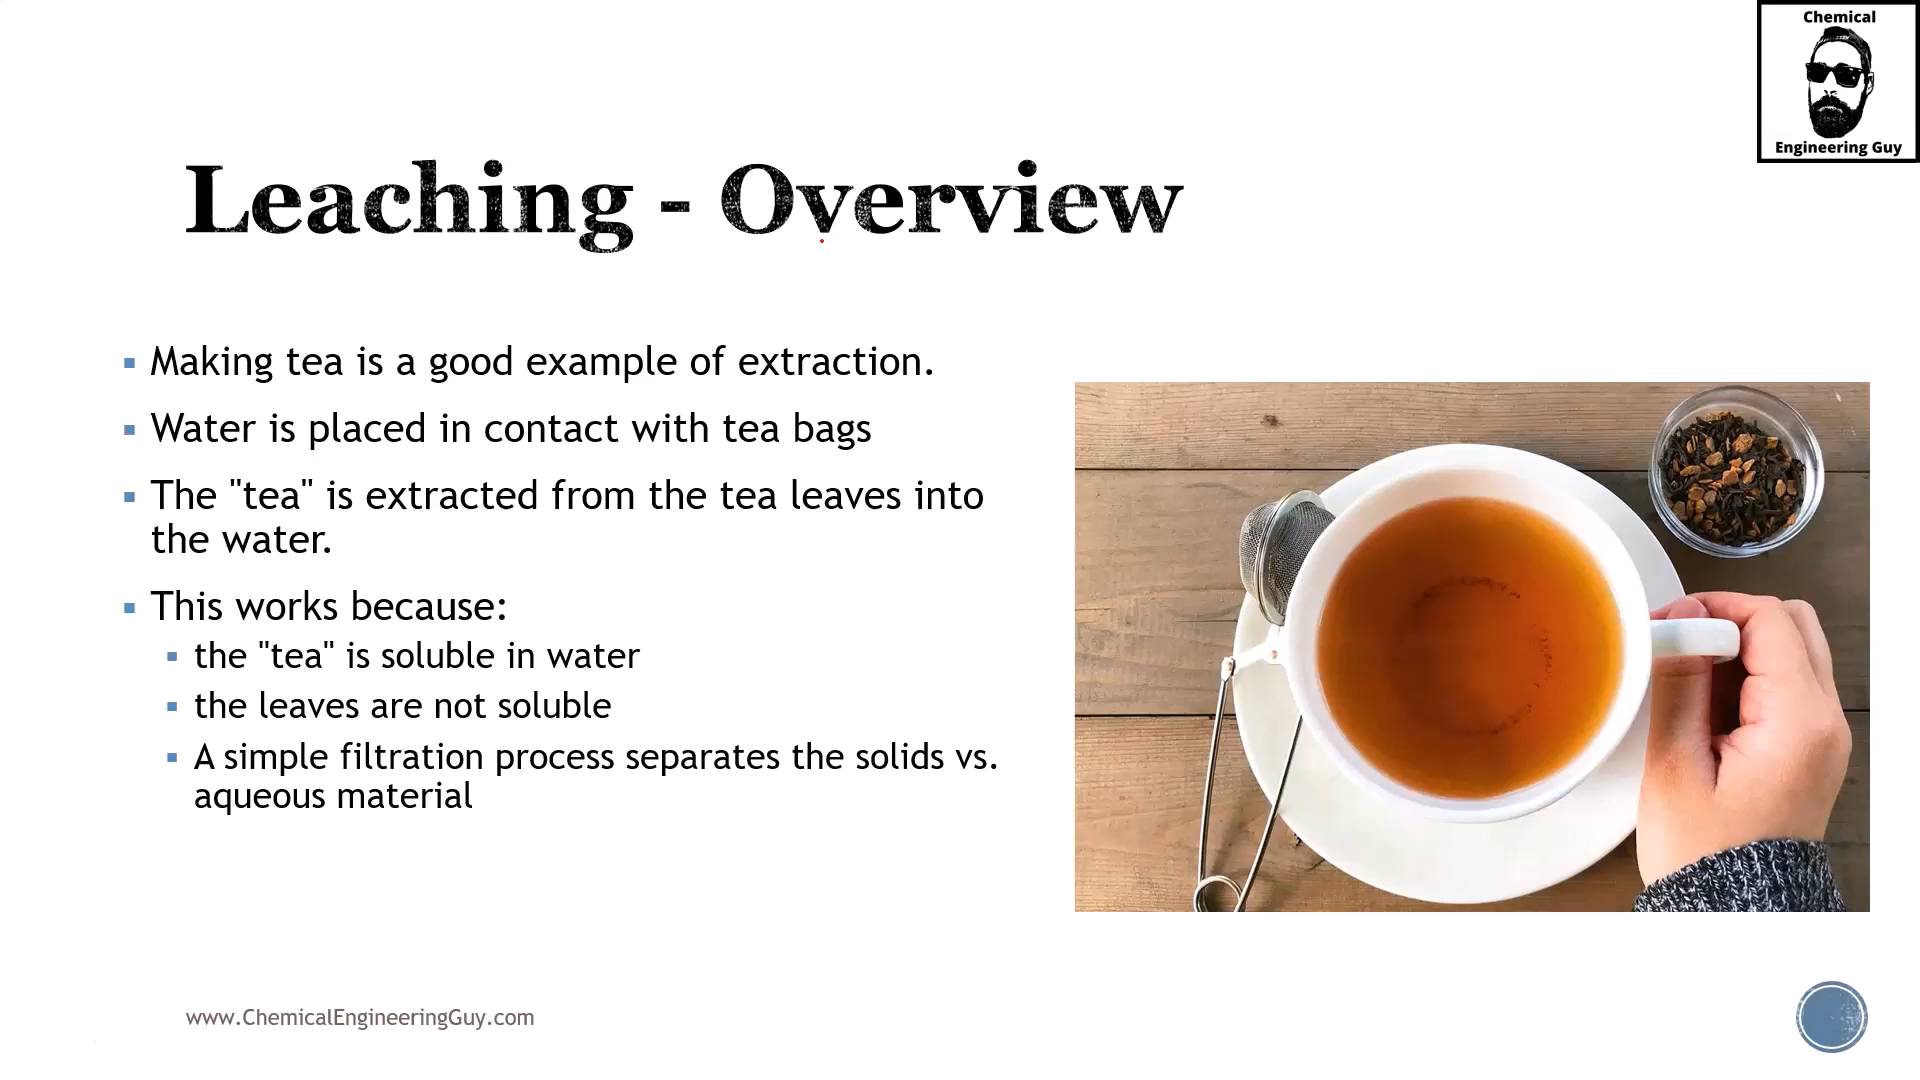 Chemical
Engineering Guy
Leaching - Overview
Making tea is a good example of extraction.
Water is placed in contact with tea bags
The "tea" is extracted from the tea leaves into
the water.
This works because:
the "tea" is soluble in water
the leaves are not soluble
A simple filtration process separates the solids vs.
aqueous material
www.ChemicalEngineeringGuy.com